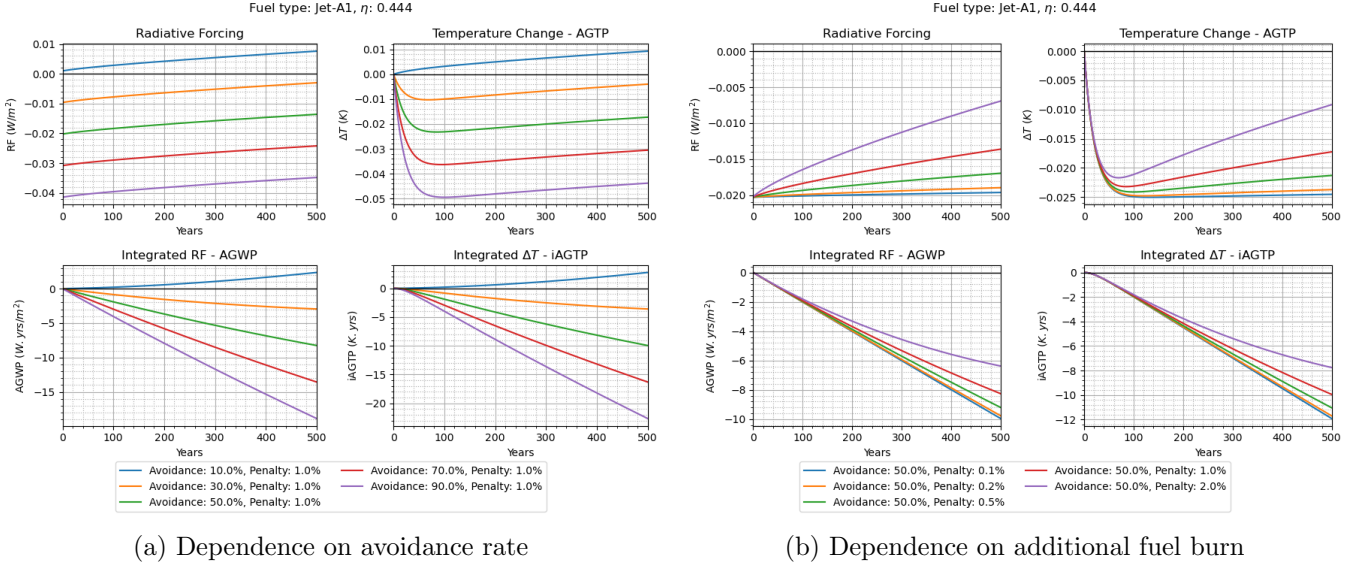 Fuel type: Jet-A1, η: 0.444
Radiative Forcing
Temperature Change - AGTP
0.01
0.00
−0.01
−0.02
−0.03
−0.04
RF (W/m²)
0 100 200 300 400 500
Years
0.01
0.00
−0.01
−0.02
−0.03
−0.04
−0.05
ΔT (K)
0 100 200 300 400 500
Years
Integrated RF - AGWP
Integrated ΔT - iAGTP
0
−5
−10
−15
AGWP (W. yrs/m²)
0 100 200 300 400 500
Years
0
−5
−10
−15
−20
iAGTP (K. yrs)
0 100 200 300 400 500
Years
Avoidance: 10.0%, Penalty: 1.0%
Avoidance: 30.0%, Penalty: 1.0%
Avoidance: 50.0%, Penalty: 1.0%
Avoidance: 70.0%, Penalty: 1.0%
Avoidance: 90.0%, Penalty: 1.0%
(a) Dependence on avoidance rate
Fuel type: Jet-A1, η: 0.444
Radiative Forcing
Temperature Change - AGTP
0.000
−0.005
−0.010
−0.015
−0.020
RF (W/m²)
0 100 200 300 400 500
Years
0.000
−0.005
−0.010
−0.015
−0.020
−0.025
ΔT (K)
0 100 200 300 400 500
Years
Integrated RF - AGWP
Integrated ΔT - iAGTP
0
−2
−4
−6
−8
−10
AGWP (W. yrs/m²)
0 100 200 300 400 500
Years
0
−2
−4
−6
−8
−10
−12
iAGTP (K. yrs)
0 100 200 300 400 500
Years
Avoidance: 50.0%, Penalty: 0.1%
Avoidance: 50.0%, Penalty: 0.2%
Avoidance: 50.0%, Penalty: 0.5%
Avoidance: 50.0%, Penalty: 1.0%
Avoidance: 50.0%, Penalty: 2.0%
(b) Dependence on additional fuel burn